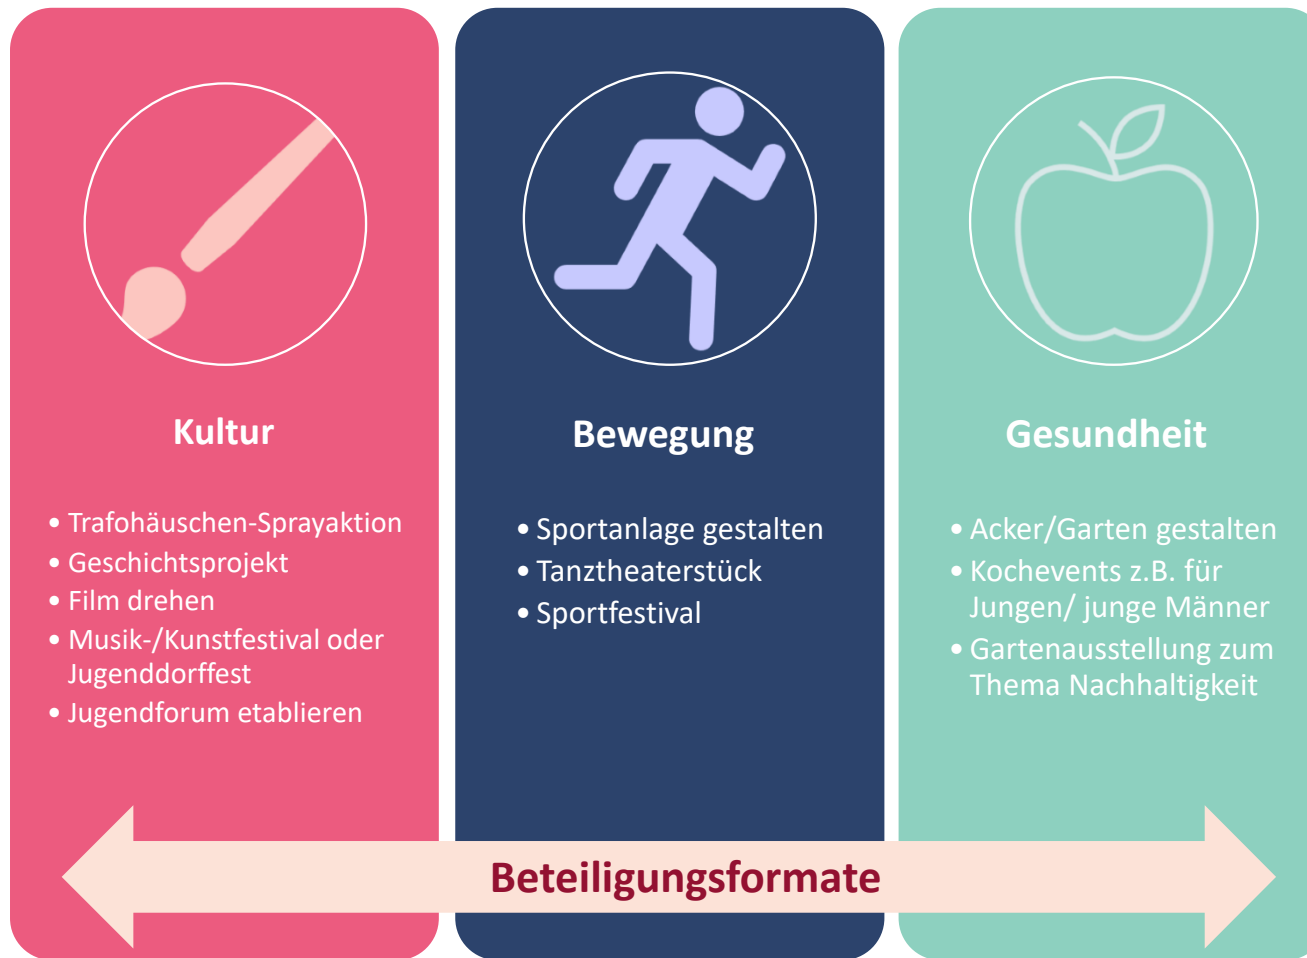 Kultur
• Trafohäuschen-Sprayaktion
• Geschichtsprojekt
• Film drehen
• Musik-/Kunstfestival oder
Jugenddorffest
• Jugendforum etablieren
Bewegung
• Sportanlage gestalten
• Tanztheaterstück
• Sportfestival
Gesundheit
• Acker/Garten gestalten
• Kochevents z.B. für
Jungen/ junge Männer
• Gartenausstellung zum
Thema Nachhaltigkeit
Beteiligungsformate